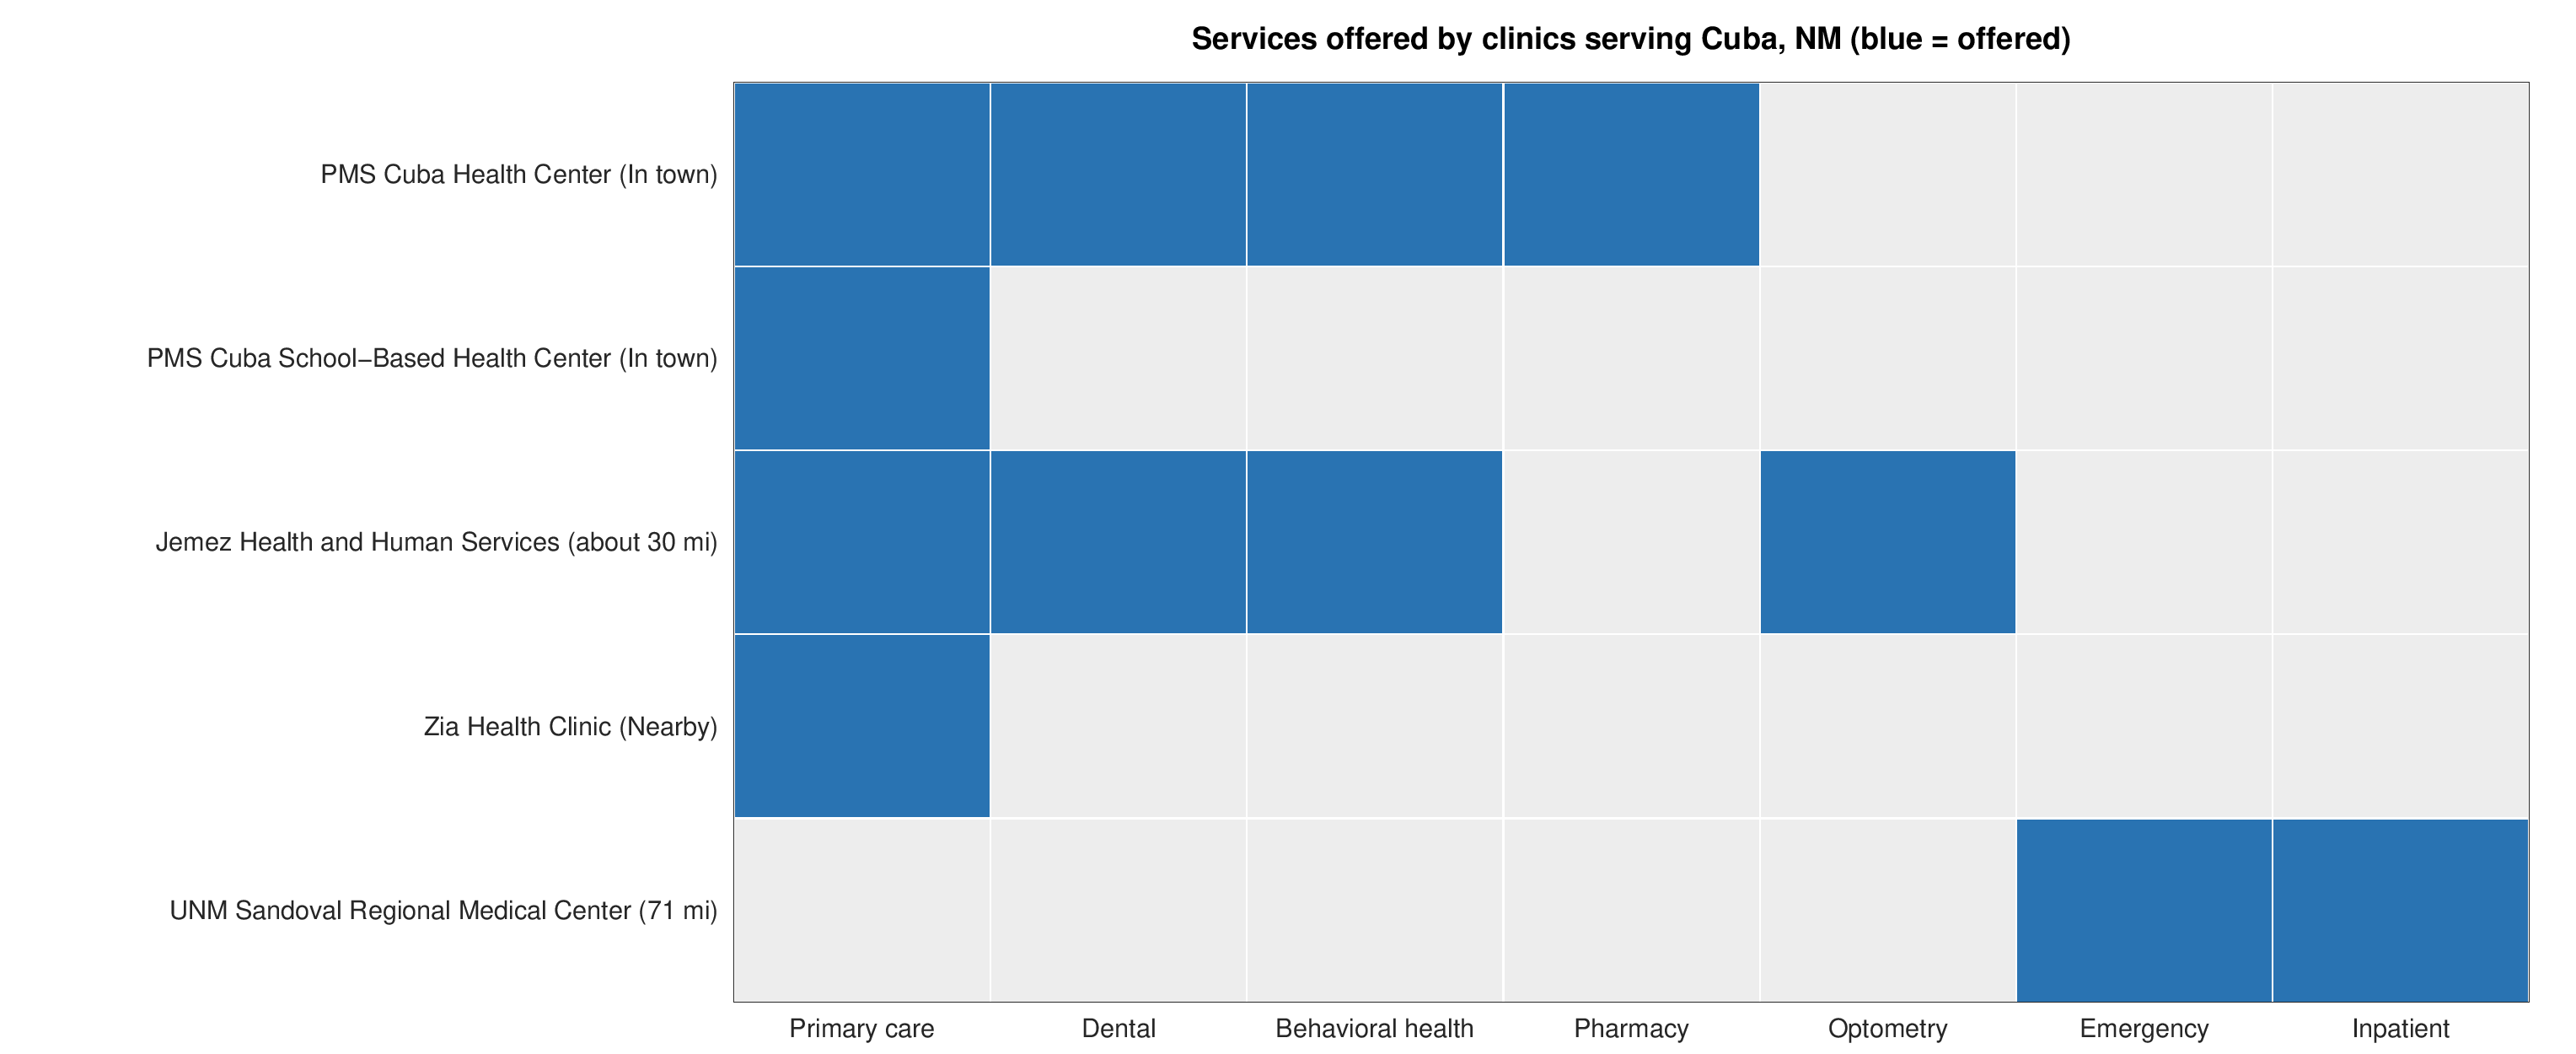 Services offered by clinics serving Cuba, NM (blue = offered)
PMS Cuba Health Center (In town)
PMS Cuba School−Based Health Center (In town)
Jemez Health and Human Services (about 30 mi)
Zia Health Clinic (Nearby)
UNM Sandoval Regional Medical Center (71 mi)
Primary care Dental Behavioral health Pharmacy Optometry Emergency Inpatient